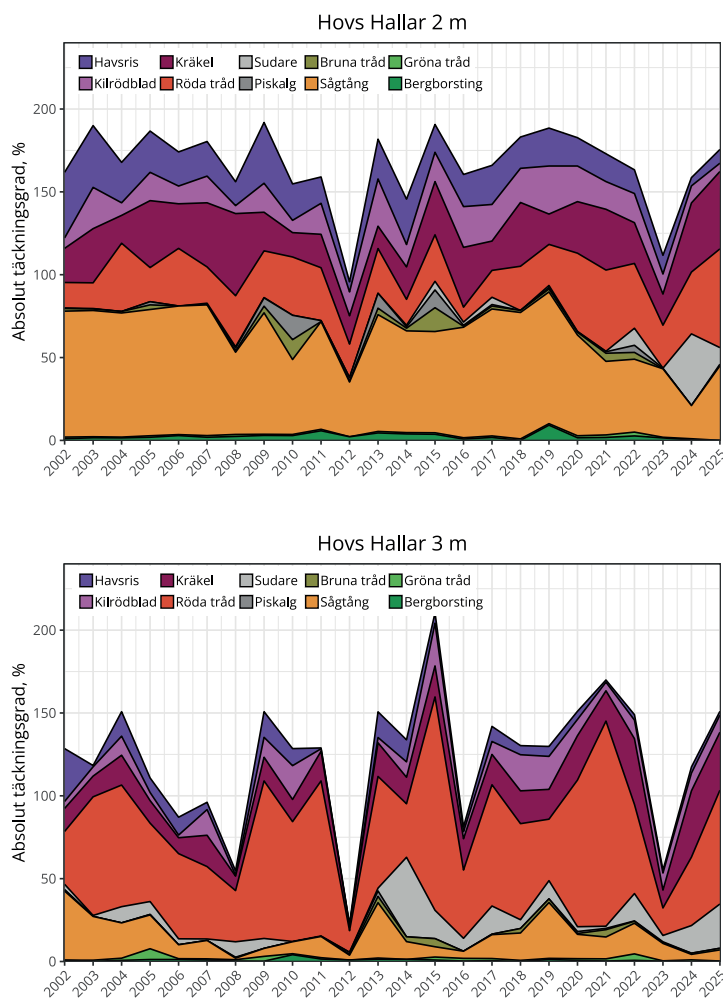 Hovs Hallar 2 m
Havsris Kräkel Sudare Bruna tråd Gröna tråd
Kilrödblad Röda tråd Piskalg Sågtång Bergborsting
Absolut täckningsgrad, %
200
150
100
50
0
2002 2003 2004 2005 2006 2007 2008 2009 2010 2011 2012 2013 2014 2015 2016 2017 2018 2019 2020 2021 2022 2023 2024 2025
Hovs Hallar 3 m
Havsris Kräkel Sudare Bruna tråd Gröna tråd
Kilrödblad Röda tråd Piskalg Sågtång Bergborsting
Absolut täckningsgrad, %
200
150
100
50
0
2002 2003 2004 2005 2006 2007 2008 2009 2010 2011 2012 2013 2014 2015 2016 2017 2018 2019 2020 2021 2022 2023 2024 2025